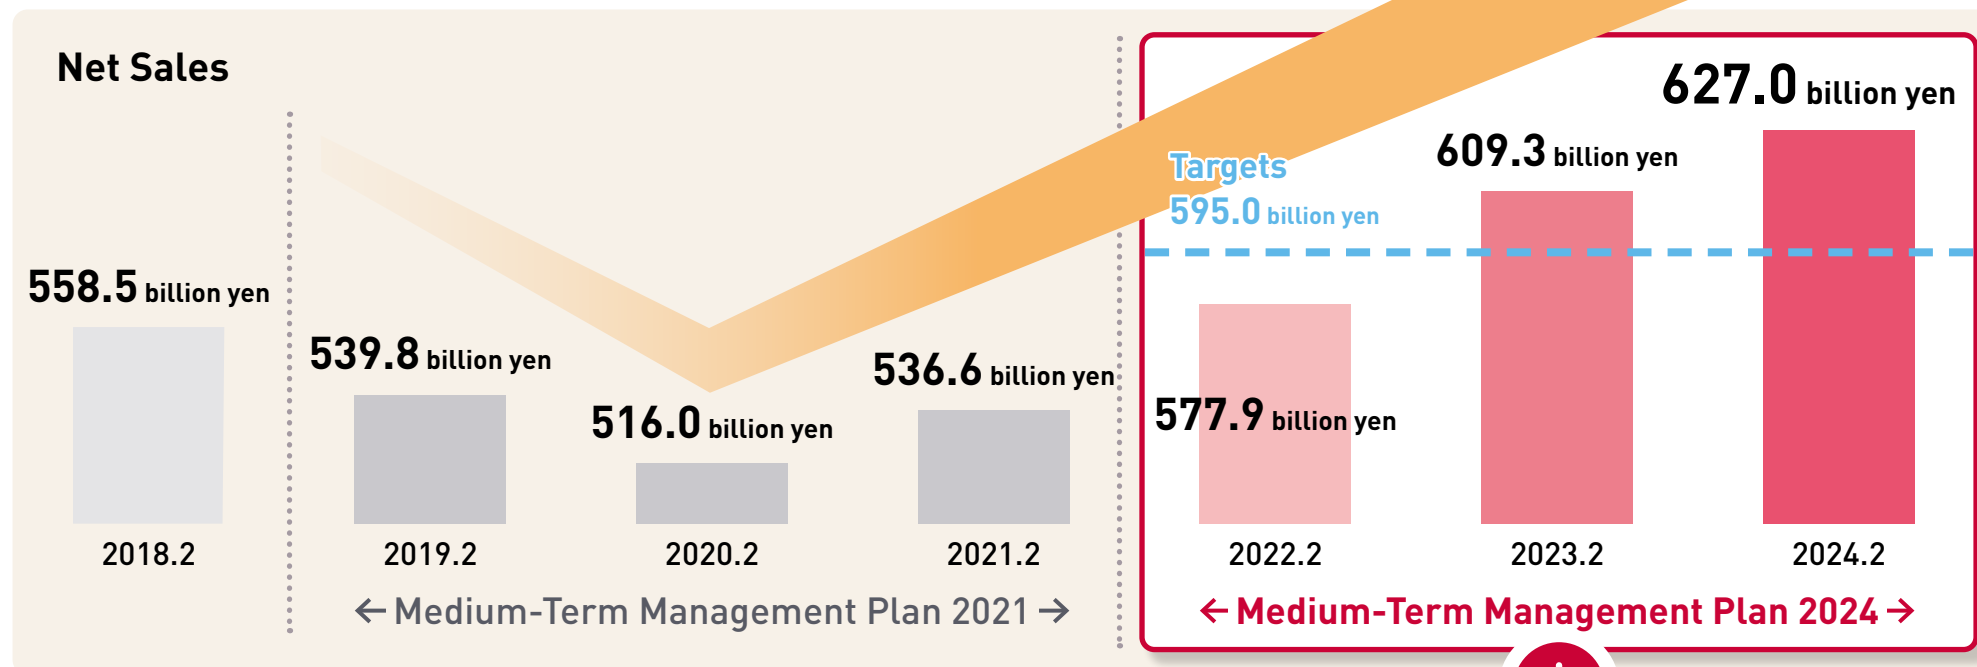 Net Sales
558.5 billion yen
539.8 billion yen
516.0 billion yen
536.6 billion yen
Targets
595.0 billion yen
577.9 billion yen
609.3 billion yen
627.0 billion yen
2018.2
2019.2
2020.2
2021.2
2022.2
2023.2
2024.2
← Medium-Term Management Plan 2021 →
← Medium-Term Management Plan 2024 →